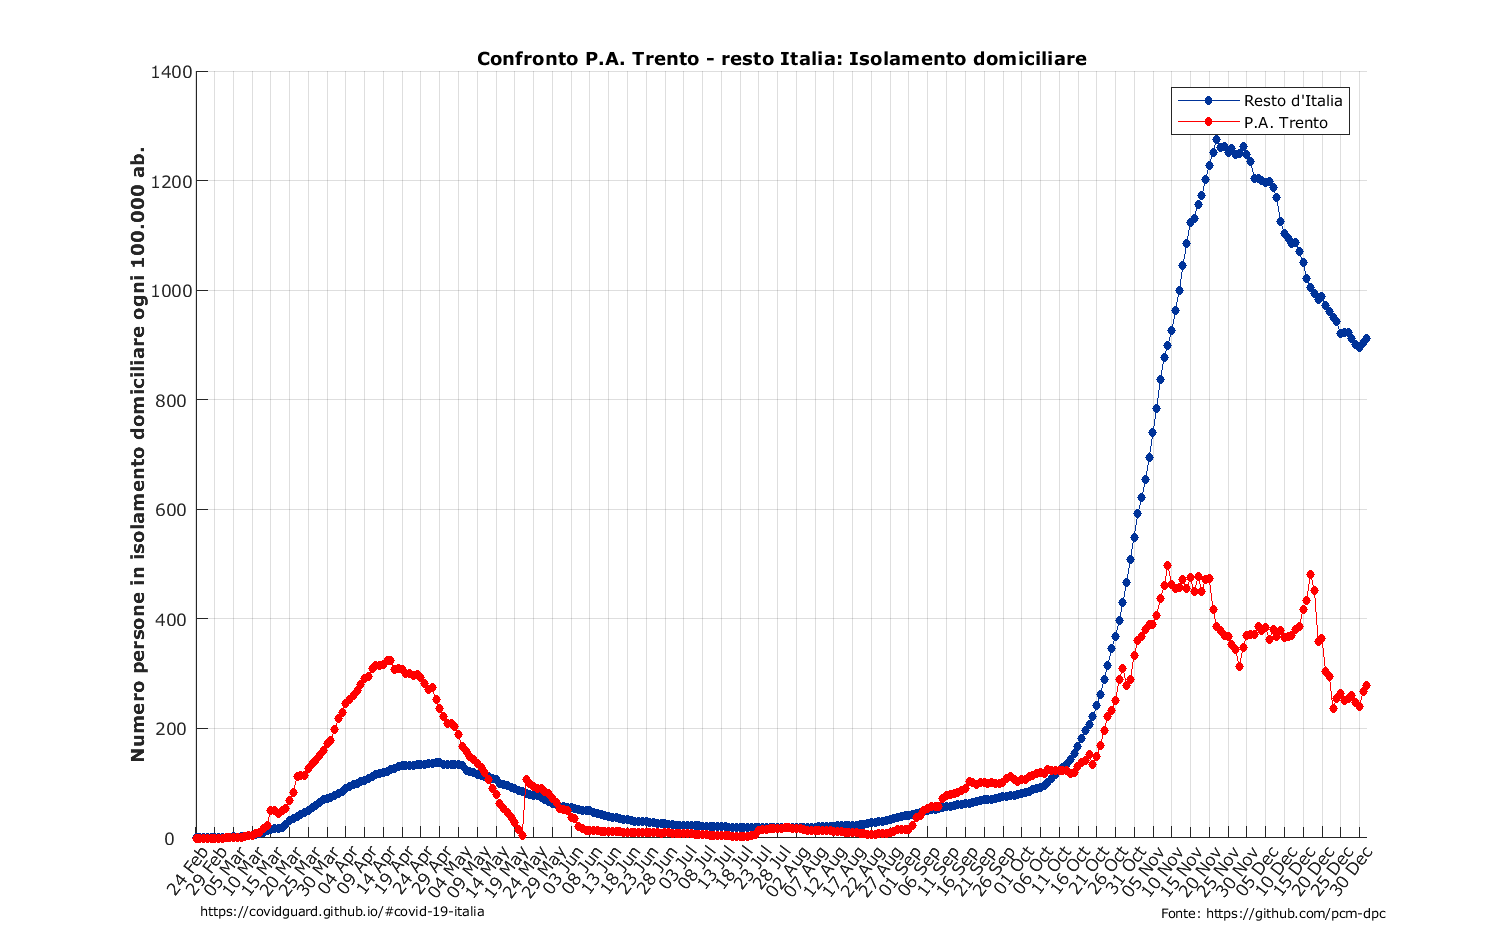 Confronto P.A. Trento - resto Italia: Isolamento domiciliare
Resto d'Italia
P.A. Trento
Numero persone in isolamento domiciliare ogni 100.000 ab.
1400
1200
1000
800
600
400
200
0
24 Feb
29 Feb
05 Mar
10 Mar
15 Mar
20 Mar
25 Mar
30 Mar
04 Apr
09 Apr
14 Apr
19 Apr
24 Apr
29 Apr
04 May
09 May
14 May
19 May
24 May
29 May
03 Jun
08 Jun
13 Jun
18 Jun
23 Jun
28 Jun
03 Jul
08 Jul
13 Jul
18 Jul
23 Jul
28 Jul
02 Aug
07 Aug
12 Aug
17 Aug
22 Aug
27 Aug
01 Sep
06 Sep
11 Sep
16 Sep
21 Sep
26 Sep
01 Oct
06 Oct
11 Oct
16 Oct
21 Oct
26 Oct
31 Oct
05 Nov
10 Nov
15 Nov
20 Nov
25 Nov
30 Nov
05 Dec
10 Dec
15 Dec
20 Dec
25 Dec
30 Dec
https://covidguard.github.io/#covid-19-italia
Fonte: https://github.com/pcm-dpc